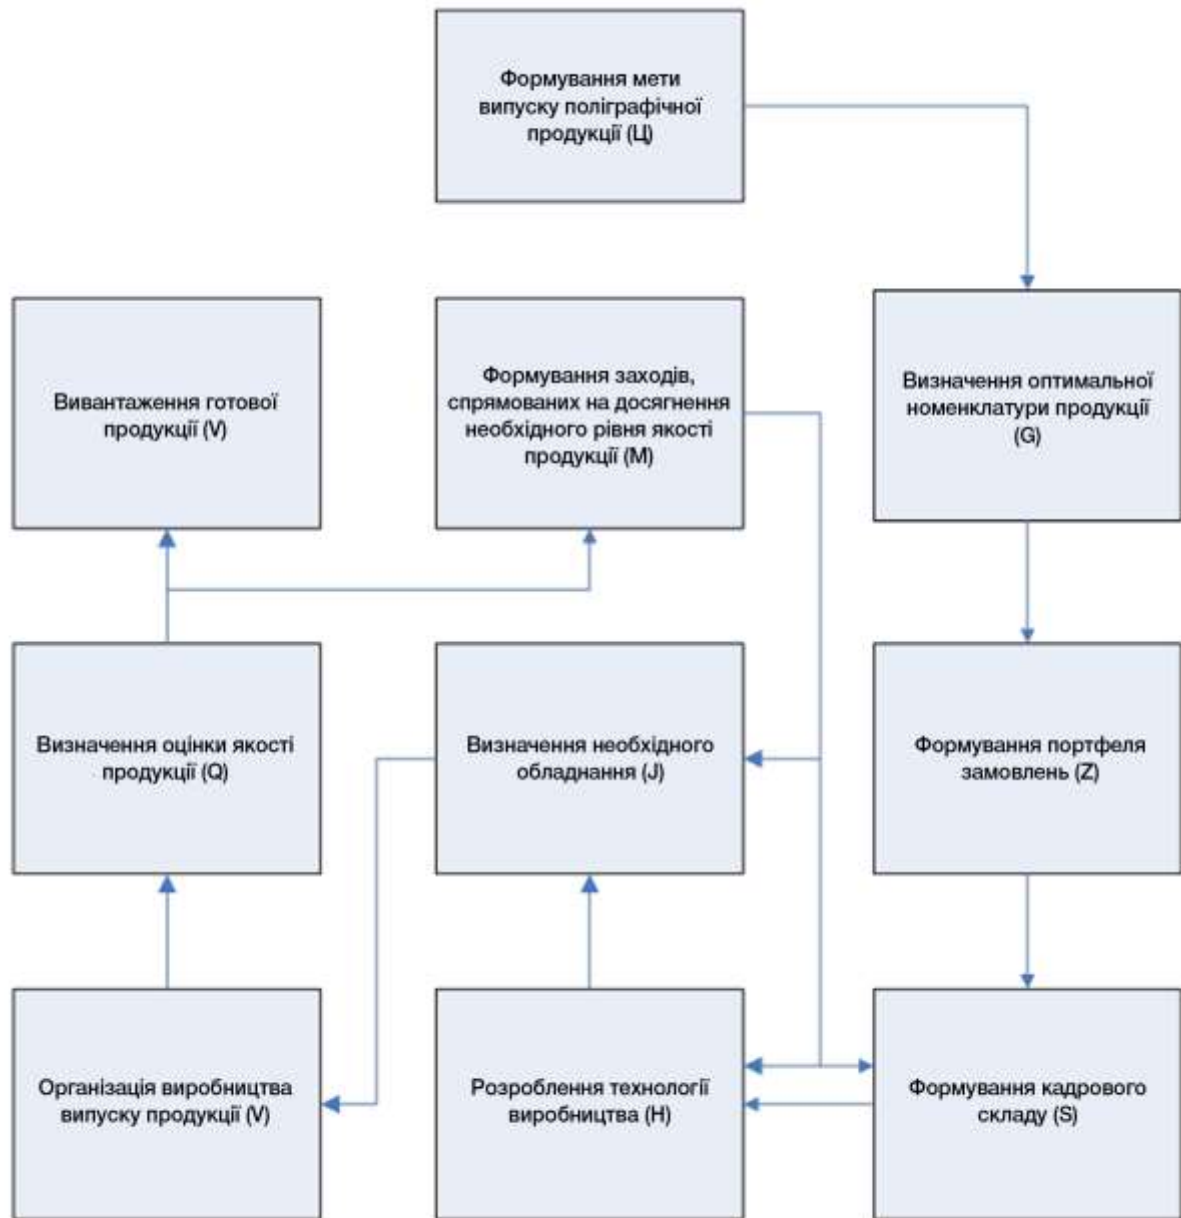 Формування мети
випуску поліграфічної
продукції (Ц)
Вивантаження готової
продукції (V)
Формування заходів,
спрямованих на досягнення
необхідного рівня якості
продукції (М)
Визначення оптимальної
номенклатури продукції
(G)
Визначення оцінки якості
продукції (Q)
Визначення необхідного
обладнання (J)
Формування портфеля
замовлень (Z)
Організація виробництва
випуску продукції (V)
Розроблення технології
виробництва (Н)
Формування кадрового
складу (S)